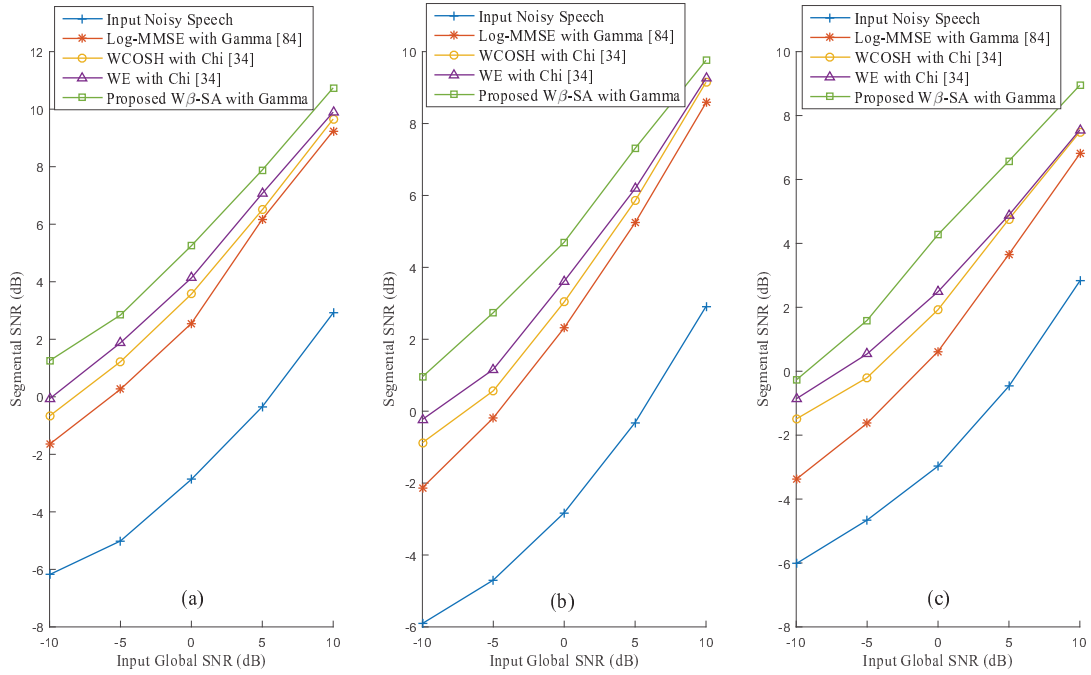 Input Noisy Speech
Log-MMSE with Gamma [84]
WCOSH with Chi [34]
WE with Chi [34]
Proposed Wβ-SA with Gamma
12
10
8
6
4
2
0
-2
-4
-6
-8
Segmental SNR (dB)
-10 -5 0 5 10
Input Global SNR (dB)
(a)
Input Noisy Speech
Log-MMSE with Gamma [84]
WCOSH with Chi [34]
WE with Chi [34]
Proposed Wβ-SA with Gamma
10
8
6
4
2
0
-2
-4
-6
Segmental SNR (dB)
-10 -5 0 5 10
Input Global SNR (dB)
(b)
Input Noisy Speech
Log-MMSE with Gamma [84]
WCOSH with Chi [34]
WE with Chi [34]
Proposed Wβ-SA with Gamma
10
8
6
4
2
0
-2
-4
-6
-8
Segmental SNR (dB)
-10 -5 0 5 10
Input Global SNR (dB)
(c)